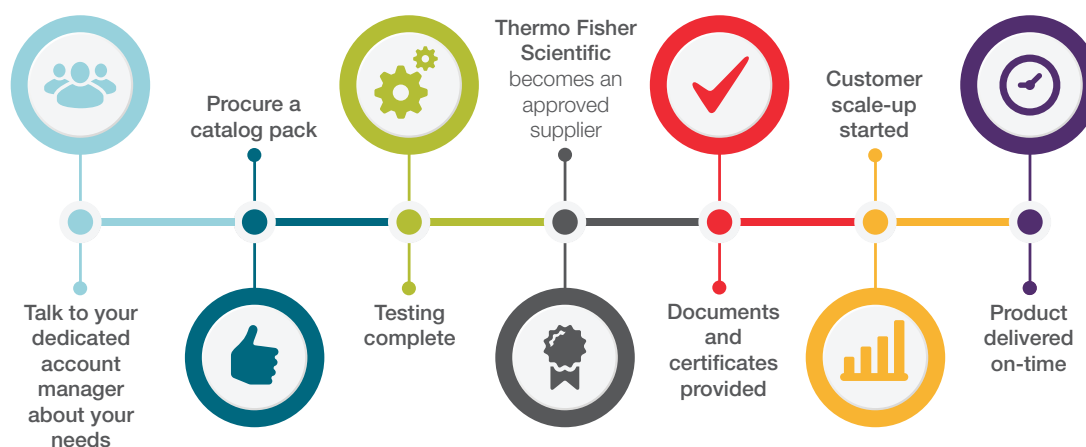 Talk to your
dedicated
account
manager
about your
needs
Procure a
catalog pack
Testing
complete
Thermo Fisher
Scientific
becomes an
approved
supplier
Documents
and
certificates
provided
Customer
scale-up
started
Product
delivered
on-time